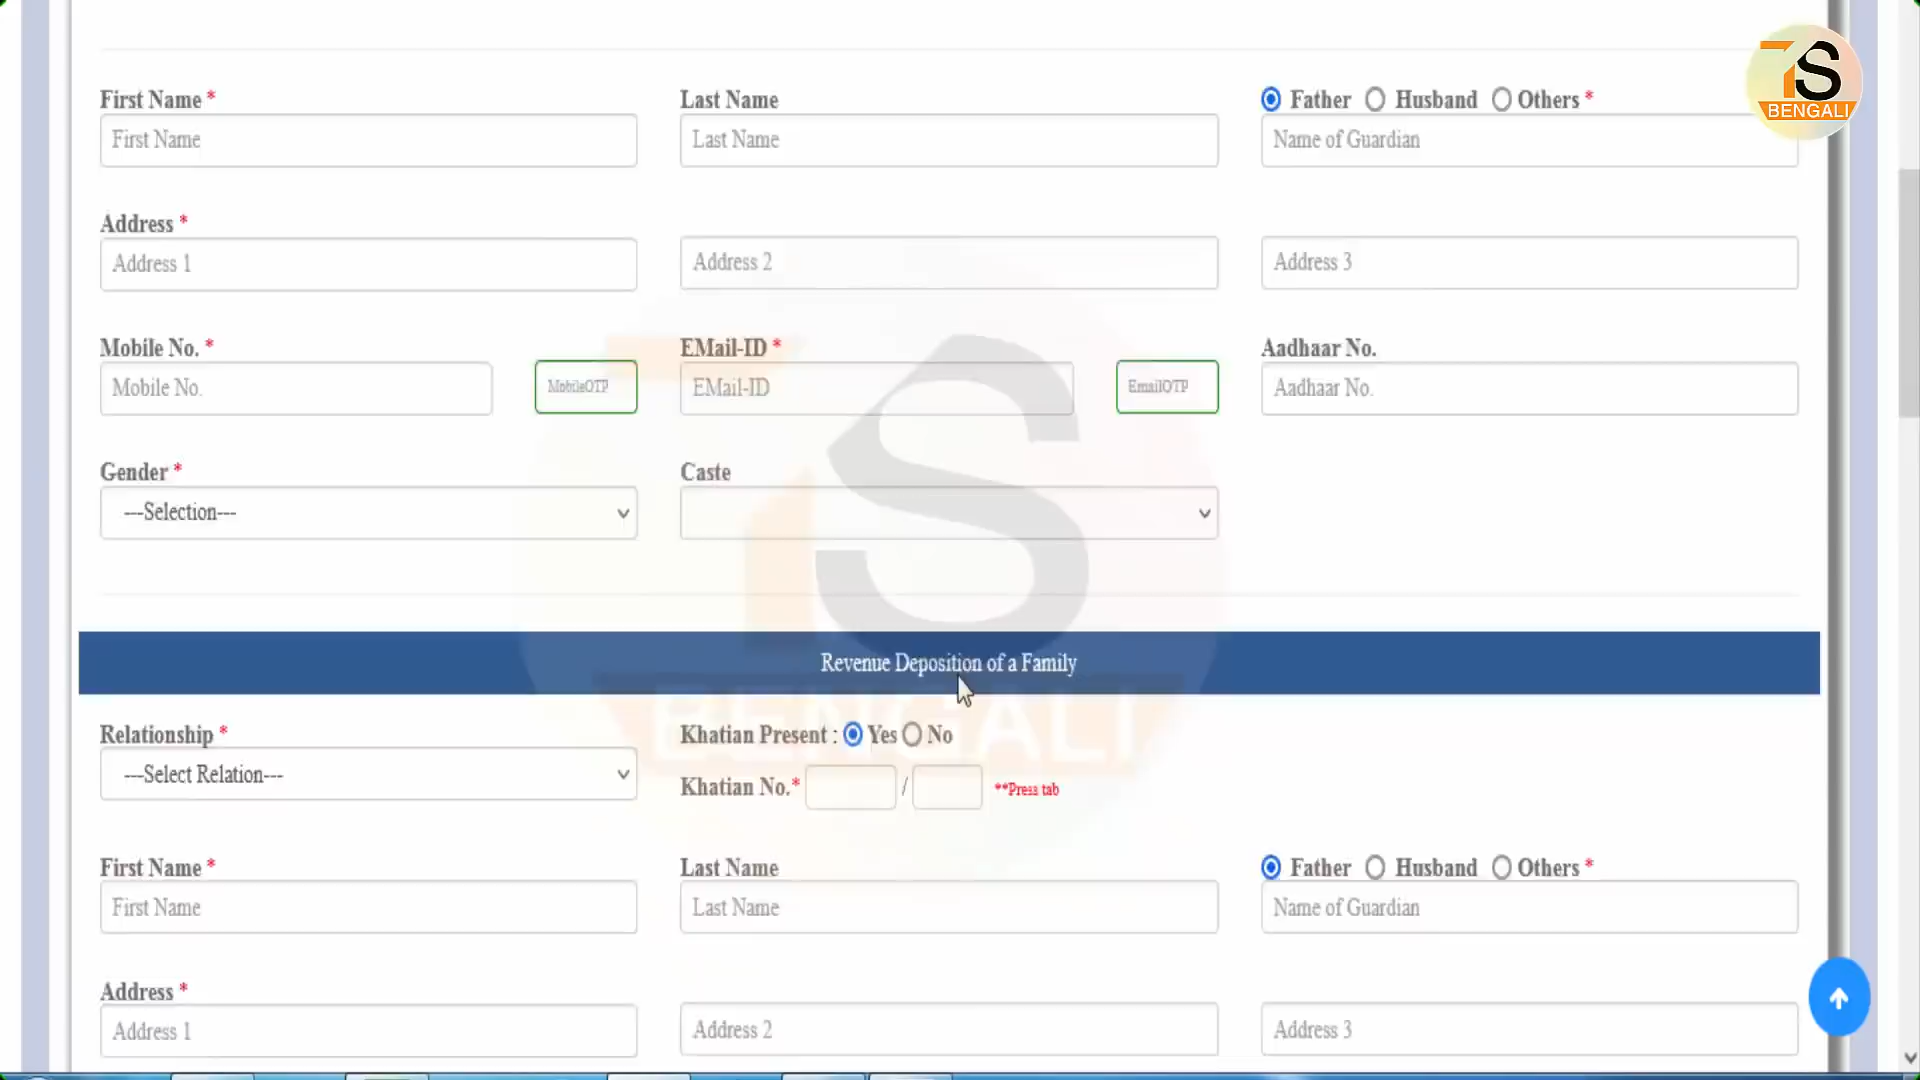 First Name * Last Name Father Husband Others *
First Name Last Name Name of Guardian
Address *
Address 1 Address 2 Address 3
Mobile No. * EMail-ID * Aadhaar No.
Mobile No. MobileOTP EMail-ID EmailOTP Aadhaar No.
Gender * Caste
---Selection---
Revenue Deposition of a Family
Relationship * Khatian Present : Yes No
---Select Relation---
Khatian No.* / **Press tab
First Name * Last Name Father Husband Others *
First Name Last Name Name of Guardian
Address *
Address 1 Address 2 Address 3
TS
BENGALI
S
BENGALI